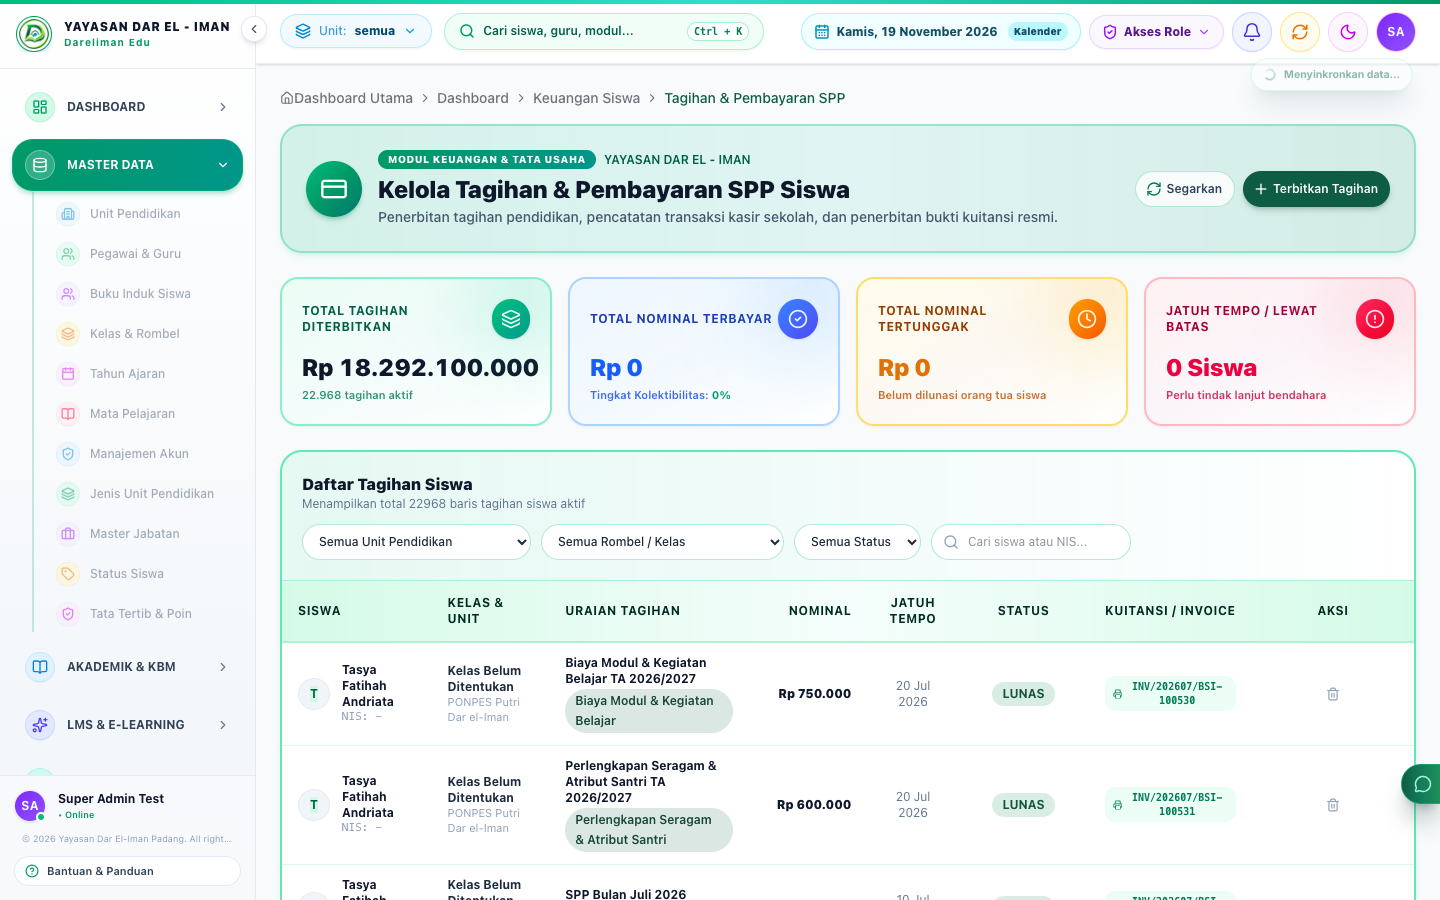 YAYASAN DAR EL - IMAN
Dareliman Edu
Unit: semua
Cari siswa, guru, modul...
Ctrl + K
Kamis, 19 November 2026
Kalender
Akses Role
SA
Menyinkronkan data...
DASHBOARD
MASTER DATA
Unit Pendidikan
Pegawai & Guru
Buku Induk Siswa
Kelas & Rombel
Tahun Ajaran
Mata Pelajaran
Manajemen Akun
Jenis Unit Pendidikan
Master Jabatan
Status Siswa
Tata Tertib & Poin
AKADEMIK & KBM
LMS & E-LEARNING
SA
Super Admin Test
• Online
© 2026 Yayasan Dar El-Iman Padang. All right...
Bantuan & Panduan
Dashboard Utama > Dashboard > Keuangan Siswa > Tagihan & Pembayaran SPP
MODUL KEUANGAN & TATA USAHA
YAYASAN DAR EL - IMAN
Kelola Tagihan & Pembayaran SPP Siswa
Penerbitan tagihan pendidikan, pencatatan transaksi kasir sekolah, dan penerbitan bukti kuitansi resmi.
Segarkan
Terbitkan Tagihan
TOTAL TAGIHAN
DITERBITKAN
Rp 18.292.100.000
22.968 tagihan aktif
TOTAL NOMINAL TERBAYAR
Rp 0
Tingkat Kolektibilitas: 0%
TOTAL NOMINAL
TERTUNGGAK
Rp 0
Belum dilunasi orang tua siswa
JATUH TEMPO / LEWAT
BATAS
0 Siswa
Perlu tindak lanjut bendahara
Daftar Tagihan Siswa
Menampilkan total 22968 baris tagihan siswa aktif
Semua Unit Pendidikan
Semua Rombel / Kelas
Semua Status
Cari siswa atau NIS...
SISWA
KELAS &
UNIT
URAIAN TAGIHAN
NOMINAL
JATUH
TEMPO
STATUS
KUITANSI / INVOICE
AKSI
T
Tasya
Fatihah
Andriata
NIS: -
Kelas Belum
Ditentukan
PONPES Putri
Dar el-Iman
Biaya Modul & Kegiatan
Belajar TA 2026/2027
Biaya Modul & Kegiatan
Belajar
Rp 750.000
20 Jul
2026
LUNAS
INV/202607/BSI-
100530
T
Tasya
Fatihah
Andriata
NIS: -
Kelas Belum
Ditentukan
PONPES Putri
Dar el-Iman
Perlengkapan Seragam &
Atribut Santri TA
2026/2027
Perlengkapan Seragam
& Atribut Santri
Rp 600.000
20 Jul
2026
LUNAS
INV/202607/BSI-
100531
Tasya
Fatihah
Kelas Belum
Ditentukan
SPP Bulan Juli 2026
10 Jul
INV/202607/BSI-